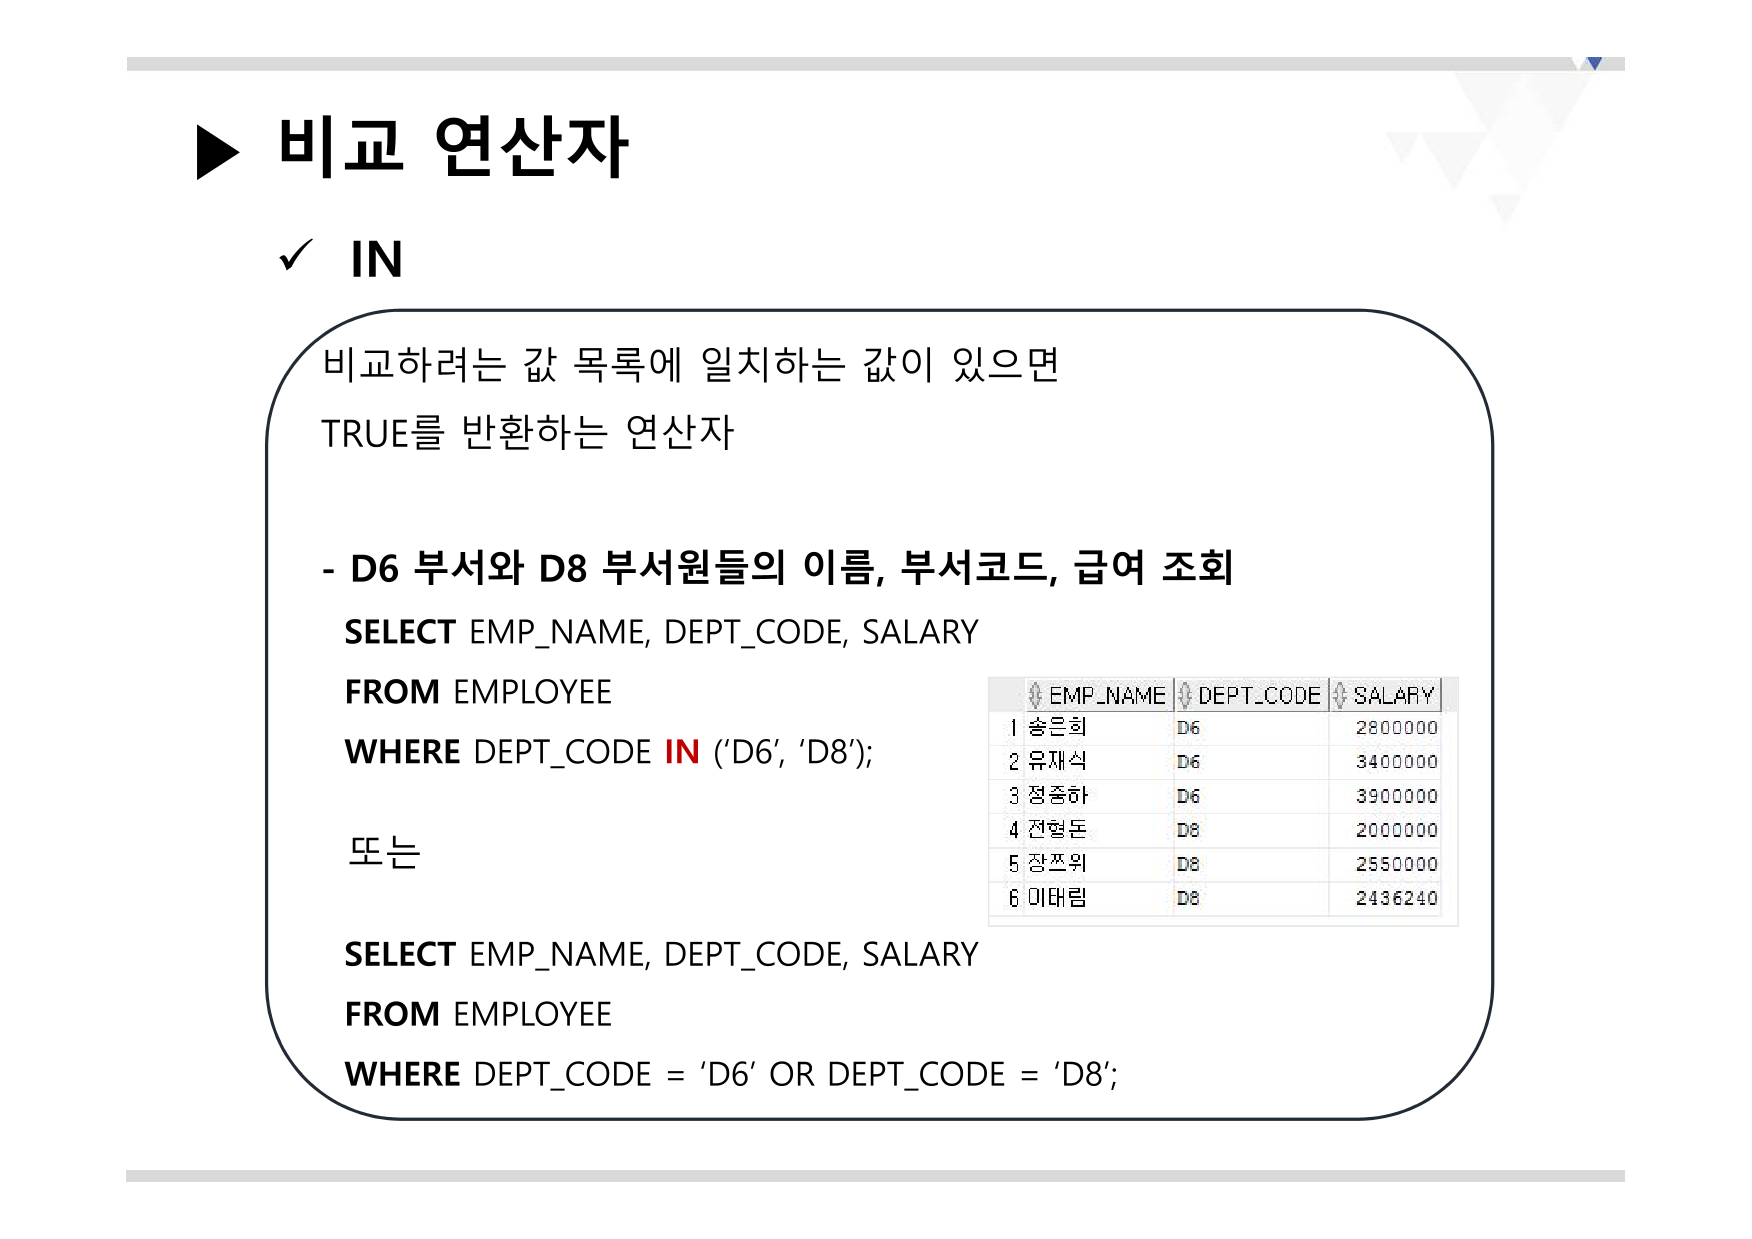 비교 연산자
IN
비교하려는 값 목록에 일치하는 값이 있으면
TRUE를 반환하는 연산자
- D6 부서와 D8 부서원들의 이름, 부서코드, 급여 조회
SELECT EMP_NAME, DEPT_CODE, SALARY
FROM EMPLOYEE
WHERE DEPT_CODE IN (‘D6’, ‘D8’);
EMP_NAME DEPT_CODE SALARY
1 송은희 D6 2800000
2 유재식 D6 3400000
3 정중하 D6 3900000
4 전형돈 D8 2000000
5 장쯔위 D8 2550000
6 이태림 D8 2436240
또는
SELECT EMP_NAME, DEPT_CODE, SALARY
FROM EMPLOYEE
WHERE DEPT_CODE = ‘D6’ OR DEPT_CODE = ‘D8’;